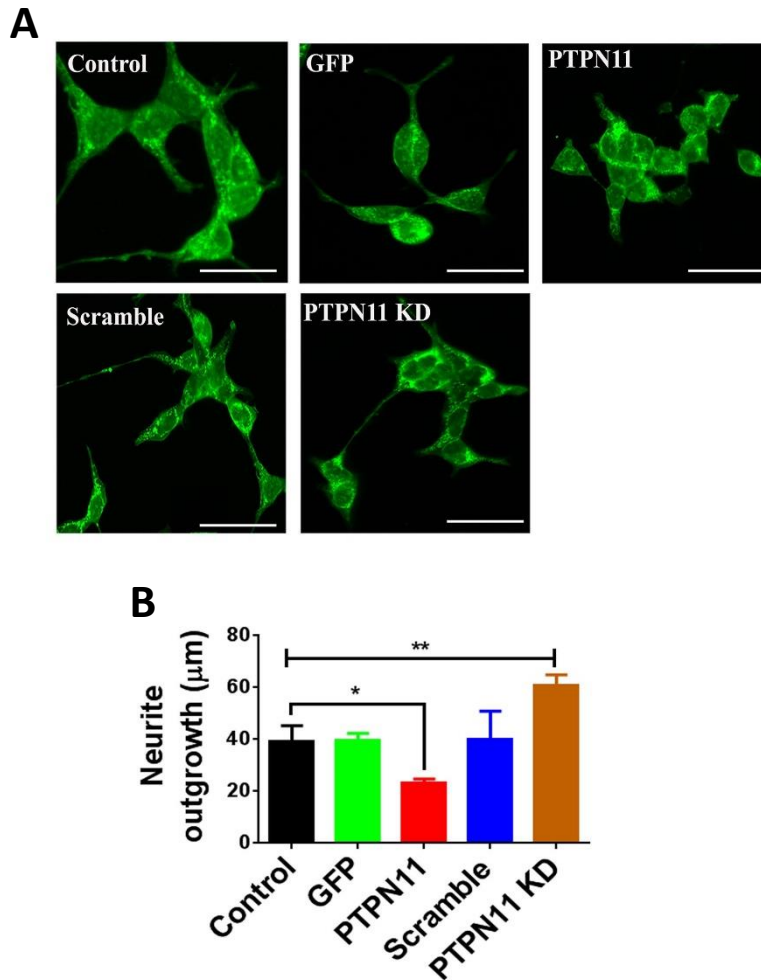 A
Control
GFP
PTPN11
Scramble
PTPN11 KD
B
Neurite
outgrowth (μm)
80
60
40
20
0
**
*
Control
GFP
PTPN11
Scramble
PTPN11 KD